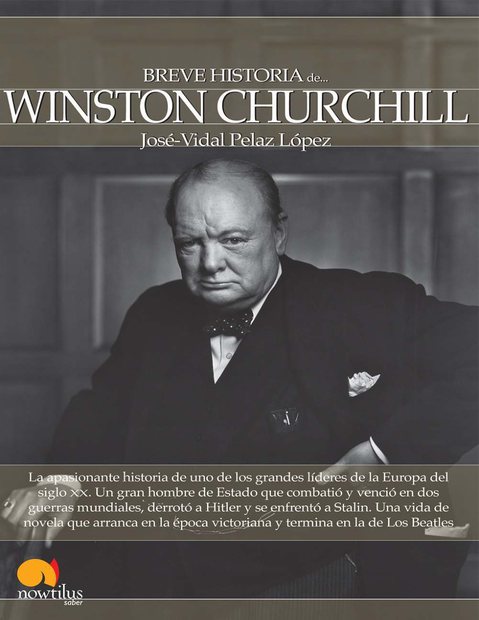 BREVE HISTORIA de...
WINSTON CHURCHILL
José-Vidal Pelaz López
La apasionante historia de uno de los grandes líderes de la Europa del
siglo XX. Un gran hombre de Estado que combatió y venció en dos
guerras mundiales, derrotó a Hitler y se enfrentó a Stalin. Una vida de
novela que arranca en la época victoriana y termina en la de Los Beatles
nowtilus
saber